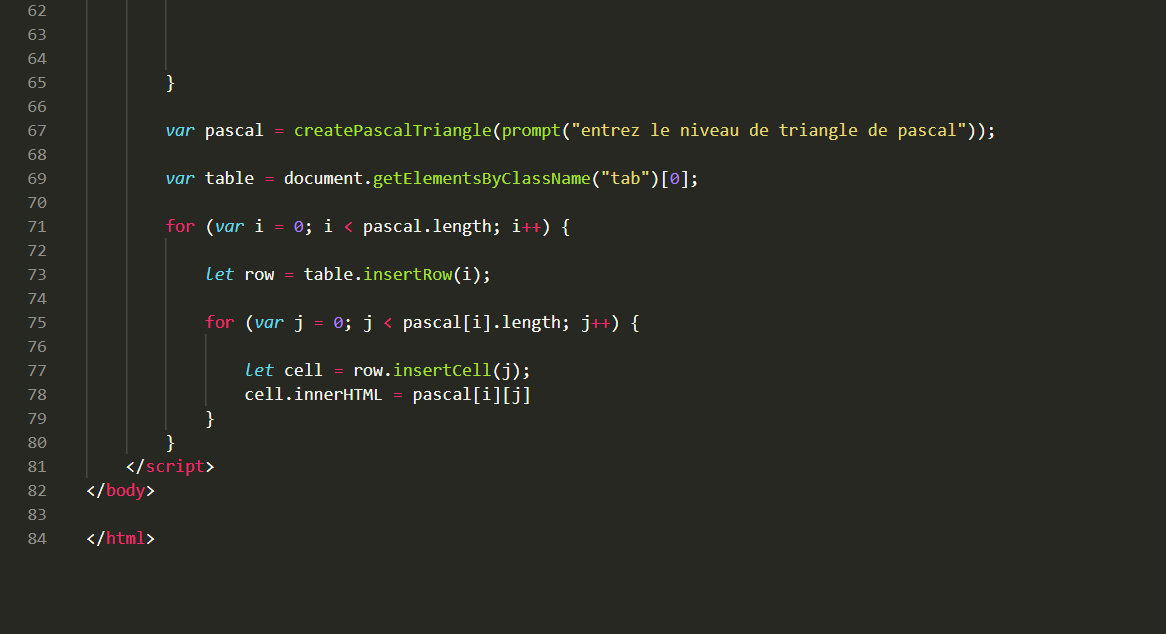 62
63
64
65 }
66
67 var pascal = createPascalTriangle(prompt("entrez le niveau de triangle de pascal"));
68
69 var table = document.getElementsByClassName("tab")[0];
70
71 for (var i = 0; i < pascal.length; i++) {
72
73 let row = table.insertRow(i);
74
75 for (var j = 0; j < pascal[i].length; j++) {
76
77 let cell = row.insertCell(j);
78 cell.innerHTML = pascal[i][j]
79 }
80 }
81 </script>
82 </body>
83
84 </html>